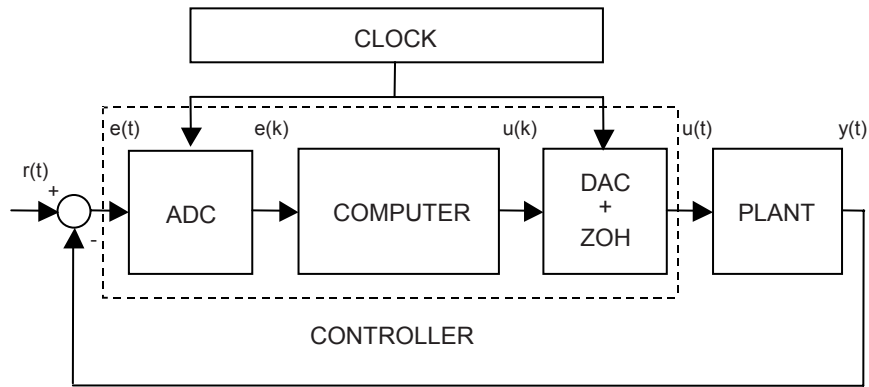 CLOCK
e(t)
e(k)
u(k)
u(t)
y(t)
r(t)
+
-
ADC
COMPUTER
DAC
+
ZOH
PLANT
CONTROLLER